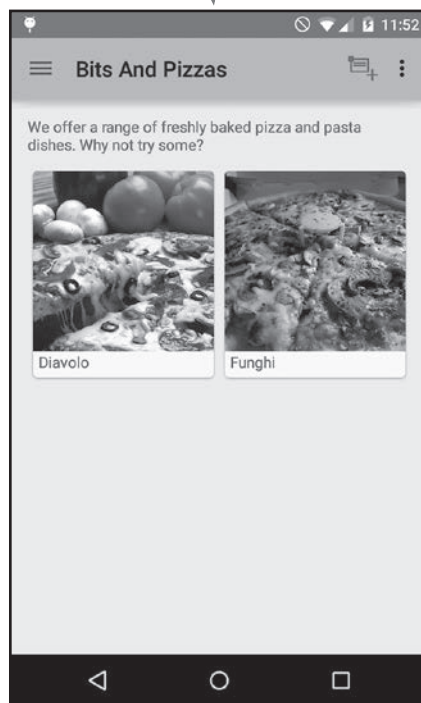 11:52
Bits And Pizzas
We offer a range of freshly baked pizza and pasta
dishes. Why not try some?
Diavolo
Funghi